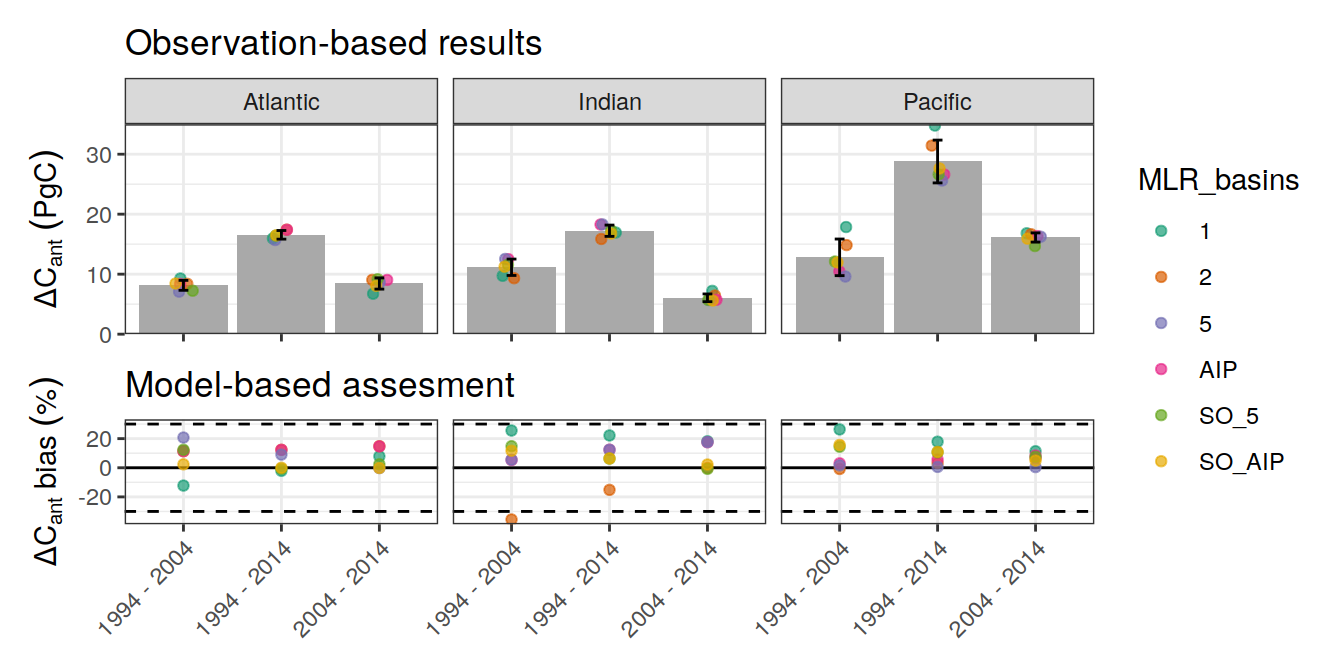 Observation-based results
Atlantic Indian Pacific
ΔCant (PgC)
30
20
10
0
Model-based assesment
ΔCant bias (%)
20
0
-20
1994 - 2004 1994 - 2014 2004 - 2014 1994 - 2004 1994 - 2014 2004 - 2014 1994 - 2004 1994 - 2014 2004 - 2014
MLR_basins
1
2
5
AIP
SO_5
SO_AIP